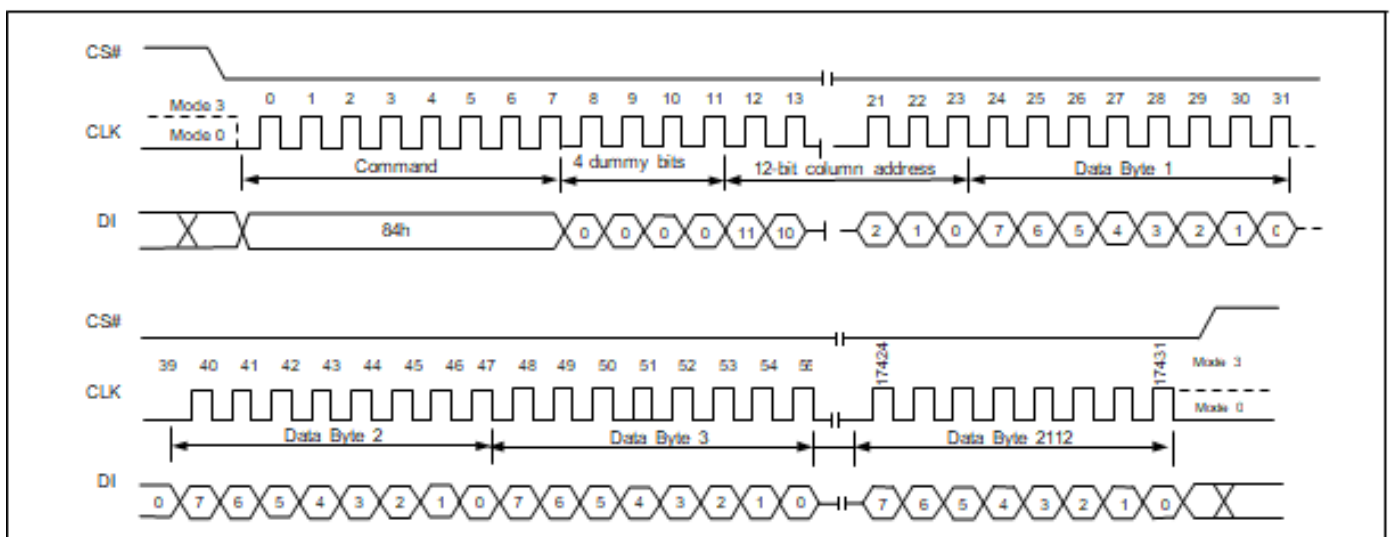 CS#
Mode 3 0 1 2 3 4 5 6 7 8 9 10 11 12 13 21 22 23 24 25 26 27 28 29 30 31
CLK Mode 0
Command 4 dummy bits 12-bit column address Data Byte 1
DI 84h 0 0 0 0 11 10 2 1 0 7 6 5 4 3 2 1 0
CS#
39 40 41 42 43 44 45 46 47 48 49 50 51 52 53 54 55 17424 17431 Mode 3
CLK Mode 0
Data Byte 2 Data Byte 3 Data Byte 2112
DI 0 7 6 5 4 3 2 1 0 7 6 5 4 3 2 1 0 7 6 5 4 3 2 1 0